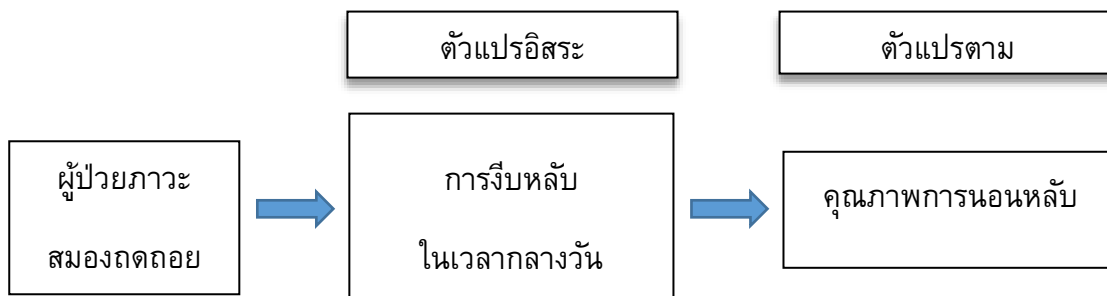 ตัวแปรอิสระ
ตัวแปรตาม
ผู้ป่วยภาวะ
สมองถดถอย
การงีบหลับ
ในเวลากลางวัน
คุณภาพการนอนหลับ